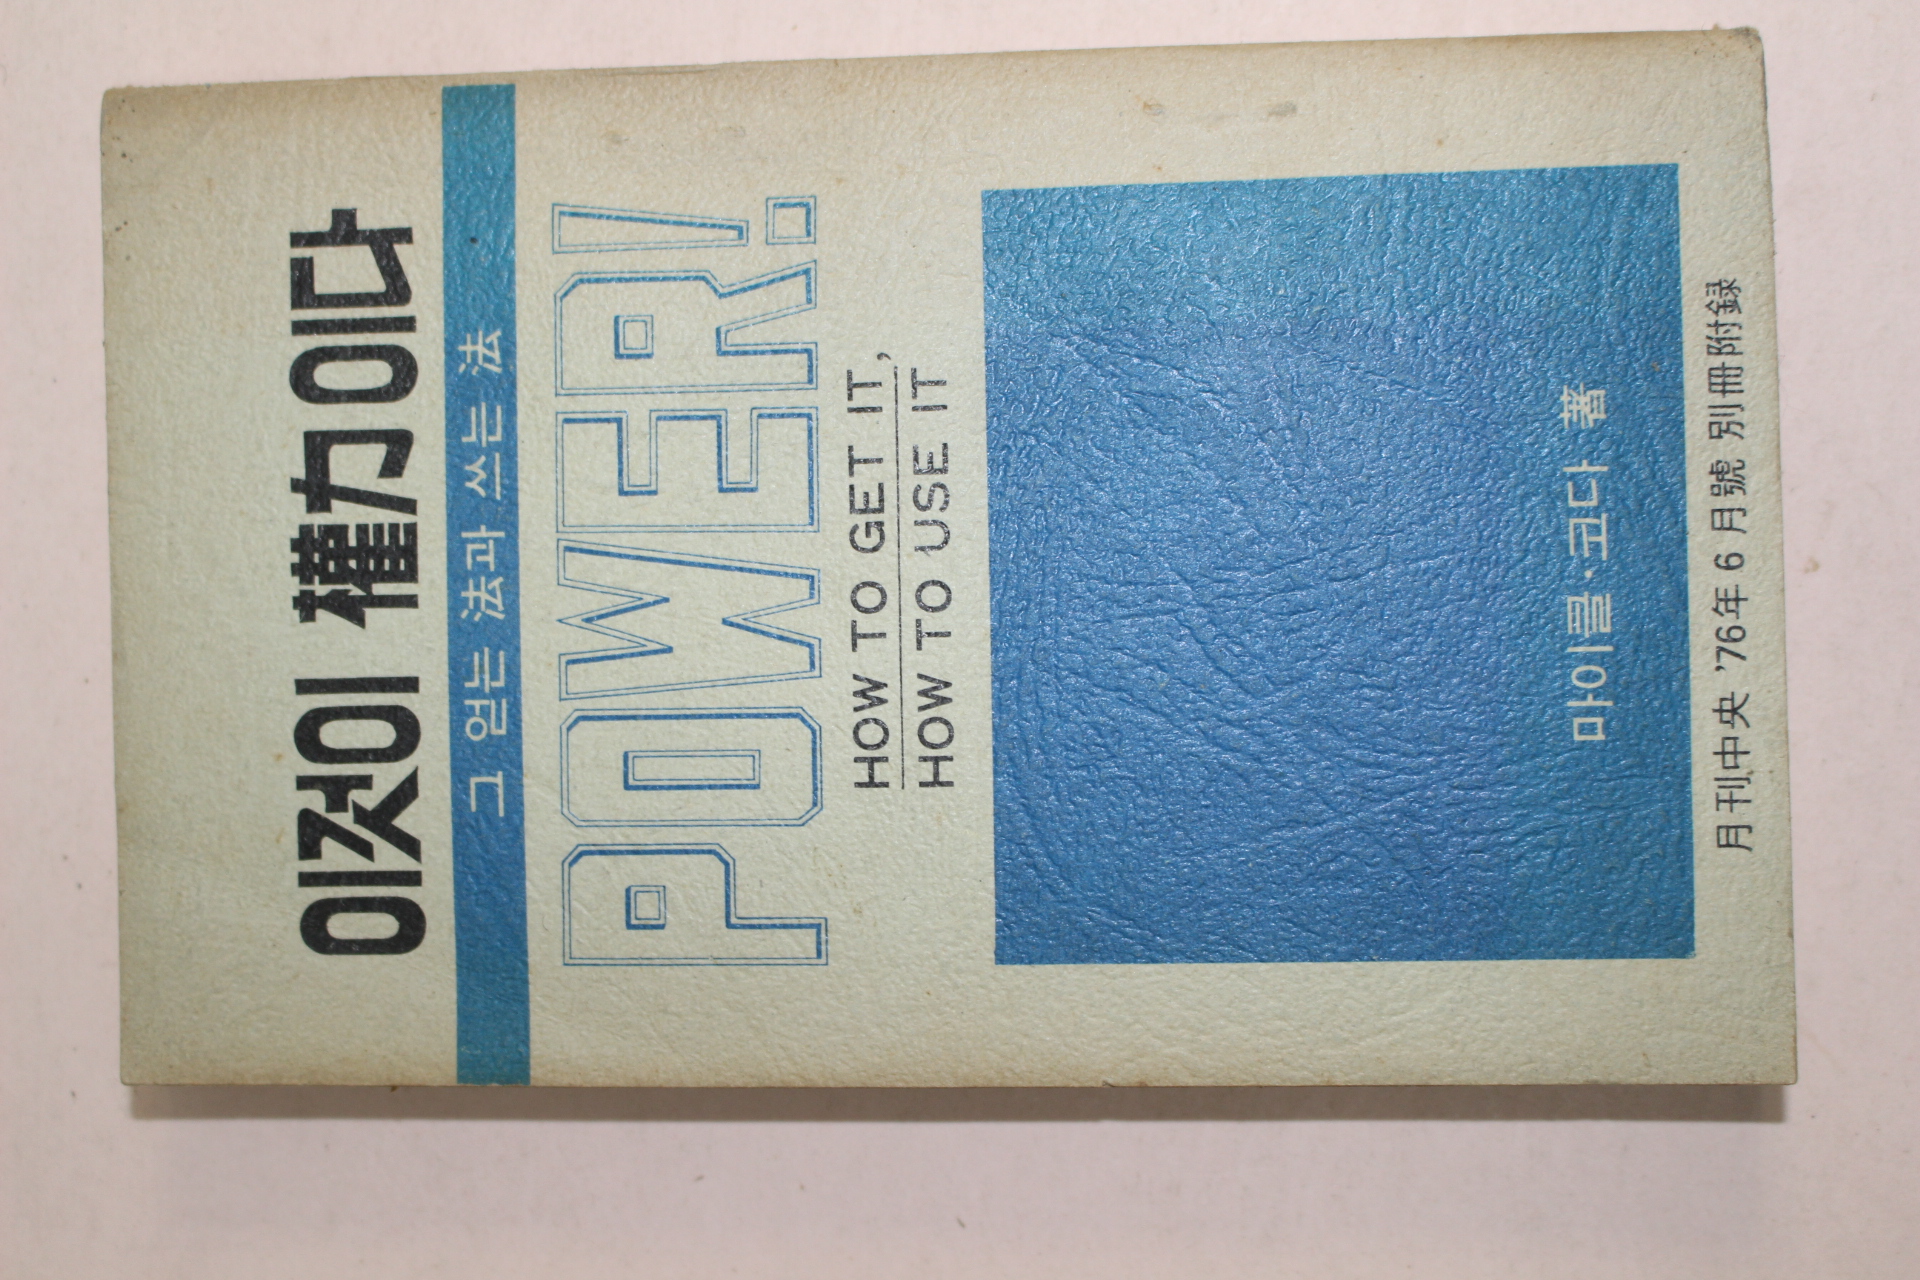 이것이 權力이다
그 얻는 法과 쓰는 法
POWER!
HOW TO GET IT,
HOW TO USE IT
마이클·코다 著
月刊中央 '76年 6月號 別冊附録